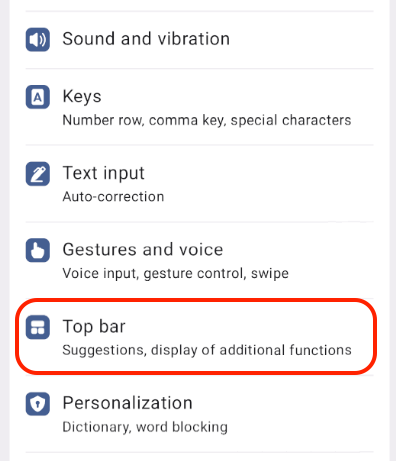 Sound and vibration
Keys
Number row, comma key, special characters
Text input
Auto-correction
Gestures and voice
Voice input, gesture control, swipe
Top bar
Suggestions, display of additional functions
Personalization
Dictionary, word blocking